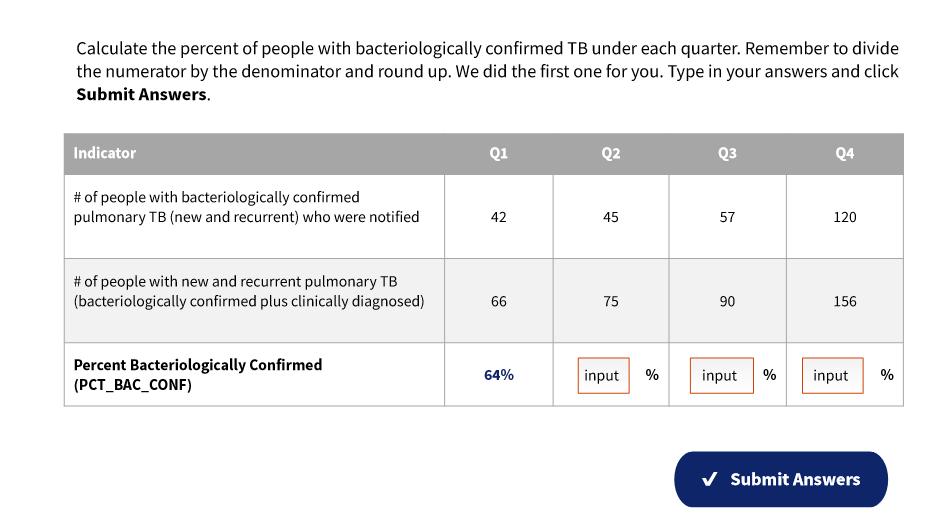 Calculate the percent of people with bacteriologically confirmed TB under each quarter. Remember to divide
the numerator by the denominator and round up. We did the first one for you. Type in your answers and click
Submit Answers.
Indicator Q1 Q2 Q3 Q4
# of people with bacteriologically confirmed
pulmonary TB (new and recurrent) who were notified 42 45 57 120
# of people with new and recurrent pulmonary TB
(bacteriologically confirmed plus clinically diagnosed) 66 75 90 156
Percent Bacteriologically Confirmed
(PCT_BAC_CONF) 64% input % input % input %
✓ Submit Answers